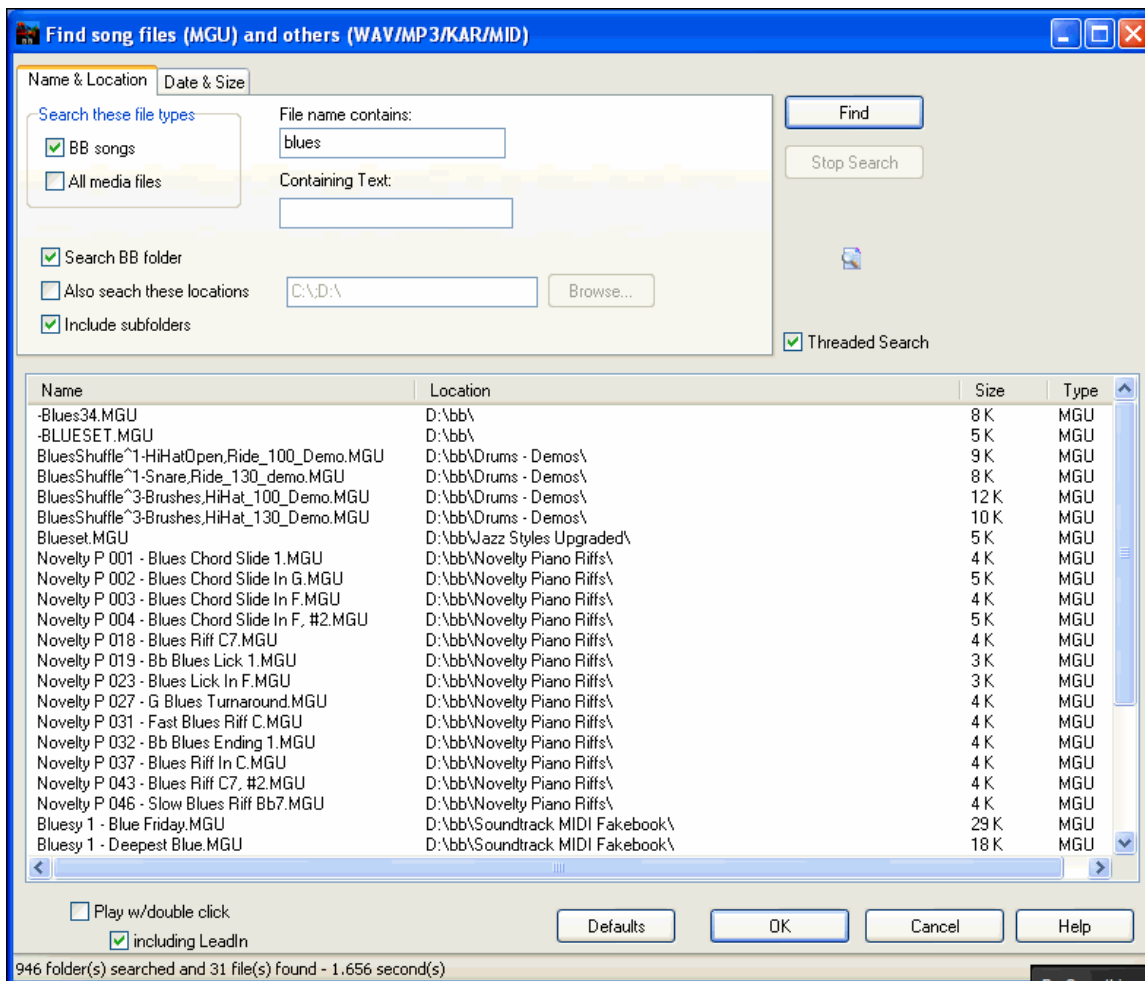 Find song files (MGU) and others (WAV/MP3/KAR/MID)
Name & Location Date & Size
Search these file types
BB songs
All media files
File name contains:
blues
Containing Text:
Find
Stop Search
Search BB folder
Also seach these locations C:\;D:\ Browse...
Include subfolders
Threaded Search
Name Location Size Type
-Blues34.MGU D:\bb\ 8 K MGU
-BLUESET.MGU D:\bb\ 5 K MGU
BluesShuffle^1-HiHatOpen,Ride_100_Demo.MGU D:\bb\Drums - Demos\ 9 K MGU
BluesShuffle^1-Snare,Ride_130_demo.MGU D:\bb\Drums - Demos\ 8 K MGU
BluesShuffle^3-Brushes,HiHat_100_Demo.MGU D:\bb\Drums - Demos\ 12 K MGU
BluesShuffle^3-Brushes,HiHat_130_Demo.MGU D:\bb\Drums - Demos\ 10 K MGU
Blueset.MGU D:\bb\Jazz Styles Upgraded\ 5 K MGU
Novelty P 001 - Blues Chord Slide 1.MGU D:\bb\Novelty Piano Riffs\ 4 K MGU
Novelty P 002 - Blues Chord Slide In G.MGU D:\bb\Novelty Piano Riffs\ 5 K MGU
Novelty P 003 - Blues Chord Slide In F.MGU D:\bb\Novelty Piano Riffs\ 4 K MGU
Novelty P 004 - Blues Chord Slide In F, #2.MGU D:\bb\Novelty Piano Riffs\ 5 K MGU
Novelty P 018 - Blues Riff C7.MGU D:\bb\Novelty Piano Riffs\ 4 K MGU
Novelty P 019 - Bb Blues Lick 1.MGU D:\bb\Novelty Piano Riffs\ 3 K MGU
Novelty P 023 - Blues Lick In F.MGU D:\bb\Novelty Piano Riffs\ 3 K MGU
Novelty P 027 - G Blues Turnaround.MGU D:\bb\Novelty Piano Riffs\ 4 K MGU
Novelty P 031 - Fast Blues Riff C.MGU D:\bb\Novelty Piano Riffs\ 4 K MGU
Novelty P 032 - Bb Blues Ending 1.MGU D:\bb\Novelty Piano Riffs\ 4 K MGU
Novelty P 037 - Blues Riff In C.MGU D:\bb\Novelty Piano Riffs\ 4 K MGU
Novelty P 043 - Blues Riff C7, #2.MGU D:\bb\Novelty Piano Riffs\ 4 K MGU
Novelty P 046 - Slow Blues Riff Bb7.MGU D:\bb\Novelty Piano Riffs\ 4 K MGU
Bluesy 1 - Blue Friday.MGU D:\bb\Soundtrack MIDI Fakebook\ 29 K MGU
Bluesy 1 - Deepest Blue.MGU D:\bb\Soundtrack MIDI Fakebook\ 18 K MGU
Play w/double click
including LeadIn
Defaults OK Cancel Help
946 folder(s) searched and 31 file(s) found - 1.656 second(s)